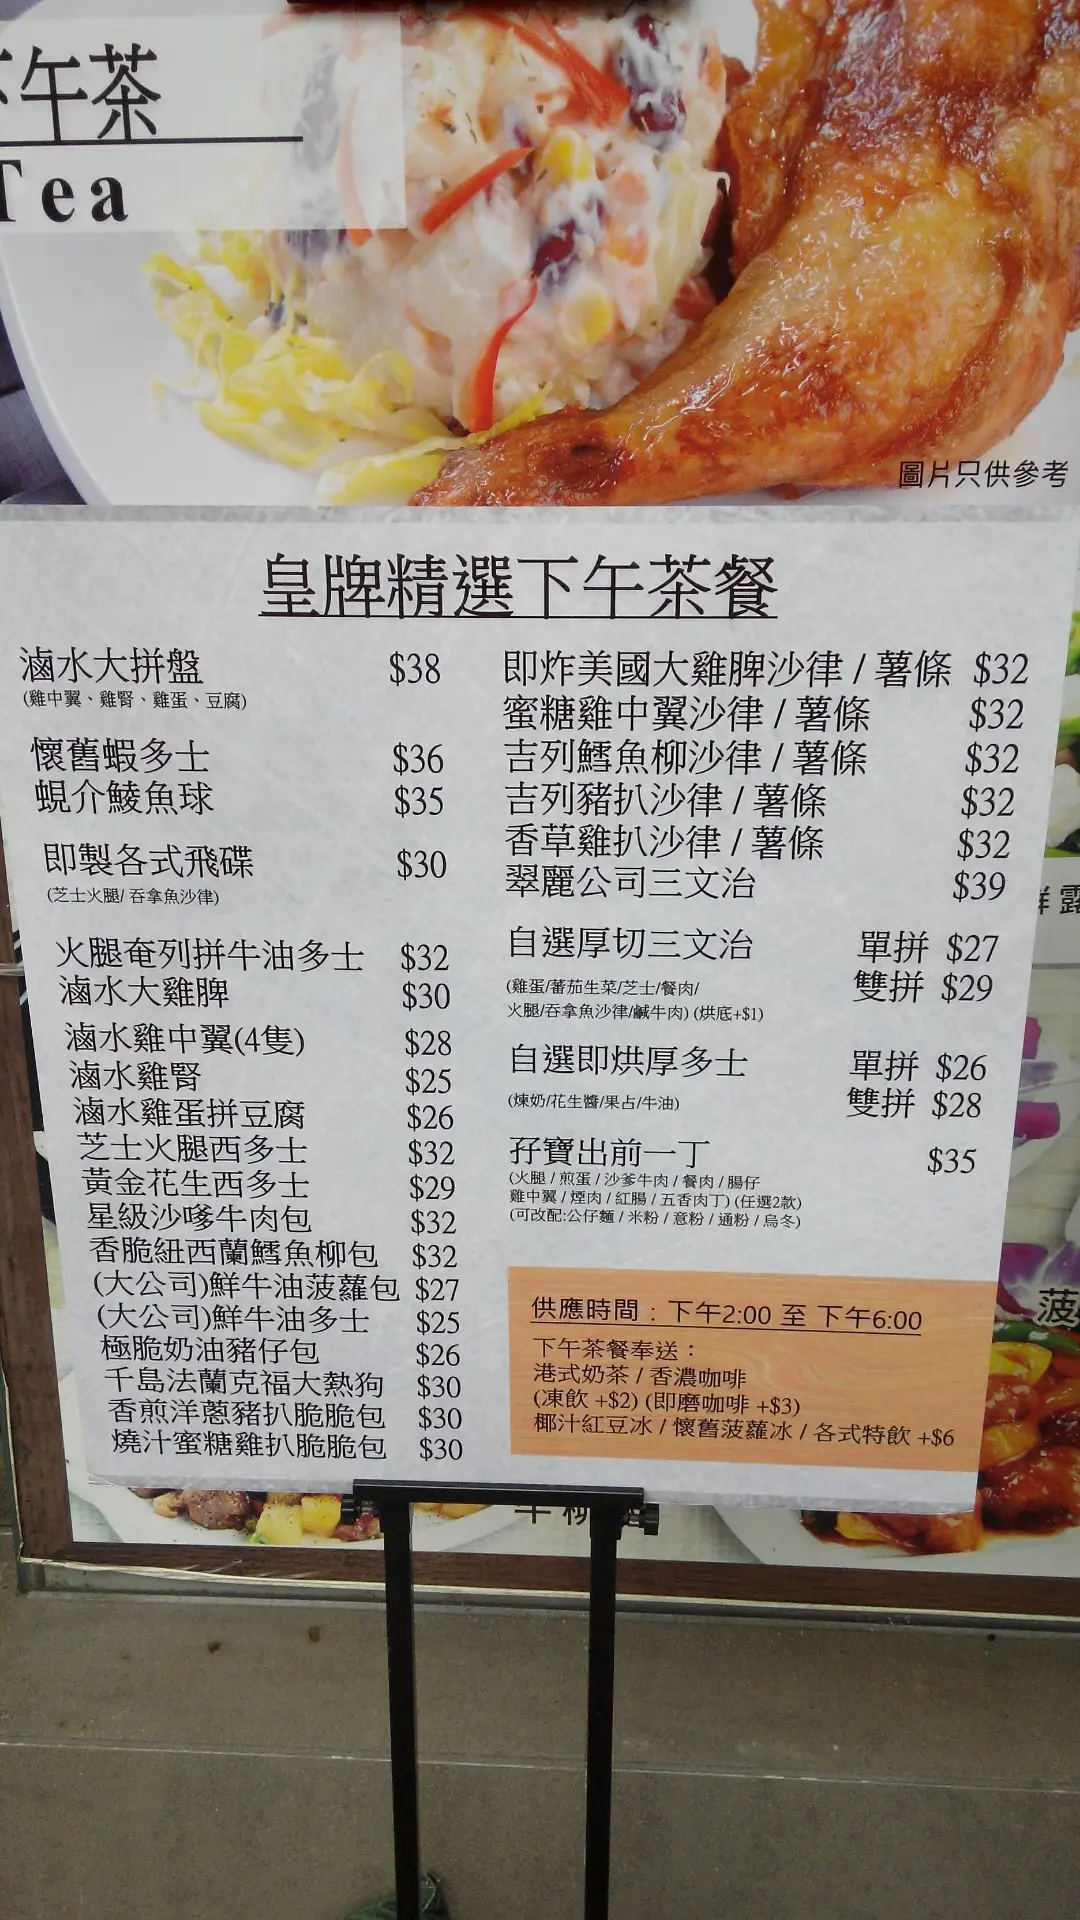 下午茶
Tea
圖片只供參考
皇牌精選下午茶餐
滷水大拼盤 $38
(雞中翼、雞腎、雞蛋、豆腐)
懷舊蝦多士 $36
蜆介鯪魚球 $35
即製各式飛碟 $30
(芝士火腿/ 吞拿魚沙律)
火腿奄列拼牛油多士 $32
滷水大雞脾 $30
滷水雞中翼(4隻) $28
滷水雞腎 $25
滷水雞蛋拼豆腐 $26
芝士火腿西多士 $32
黃金花生西多士 $29
星級沙嗲牛肉包 $32
香脆紐西蘭鱈魚柳包 $32
(大公司)鮮牛油菠蘿包 $27
(大公司)鮮牛油多士 $25
極脆奶油豬仔包 $26
千島法蘭克福大熱狗 $30
香煎洋蔥豬扒脆脆包 $30
燒汁蜜糖雞扒脆脆包 $30
即炸美國大雞脾沙律 / 薯條 $32
蜜糖雞中翼沙律 / 薯條 $32
吉列鱈魚柳沙律 / 薯條 $32
吉列豬扒沙律 / 薯條 $32
香草雞扒沙律 / 薯條 $32
翠麗公司三文治 $39
自選厚切三文治 單拼 $27
雙拼 $29
(雞蛋/蕃茄生菜/芝士/餐肉/
火腿/吞拿魚沙律/鹹牛肉) (烘底+$1)
自選即烘厚多士 單拼 $26
雙拼 $28
(煉奶/花生醬/果占/牛油)
孖寶出前一丁 $35
(火腿 / 煎蛋 / 沙爹牛肉 / 餐肉 / 腸仔
雞中翼 / 煙肉 / 紅腸 / 五香肉丁) (任選2款)
(可改配:公仔麵 / 米粉 / 意粉 / 通粉 / 烏冬)
供應時間 : 下午2:00 至 下午6:00
下午茶餐奉送 :
港式奶茶 / 香濃咖啡
(凍飲 +$2) (即磨咖啡 +$3)
椰汁紅豆冰 / 懷舊菠蘿冰 / 各式特飲 +$6
鮮露
菠
牛柳